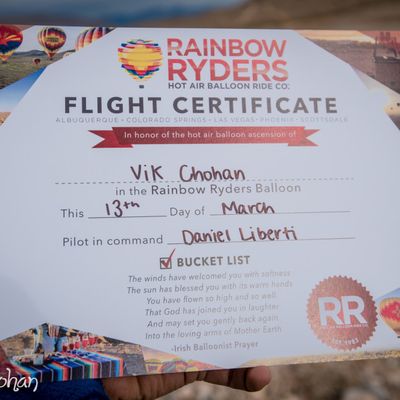 RAINBOW
RYDERS
HOT AIR BALLOON RIDE CO:
FLIGHT CERTIFICATE
ALBUQUERQUE • COLORADO SPRINGS • LAS VEGAS • PHOENIX • SCOTTSDALE
In honor of the hot air balloon ascension of
Vik Chohan
in the Rainbow Ryders Balloon
This 13th Day of March
Pilot in command Daniel Liberti
BUCKET LIST
The winds have welcomed you with softness
The sun has blessed you with its warm hands
You have flown so high and so well
That God has joined you in laughter
And may set you gently back again
Into the loving arms of Mother Earth
-Irish Balloonist Prayer
RR
EST. 1983
ohan